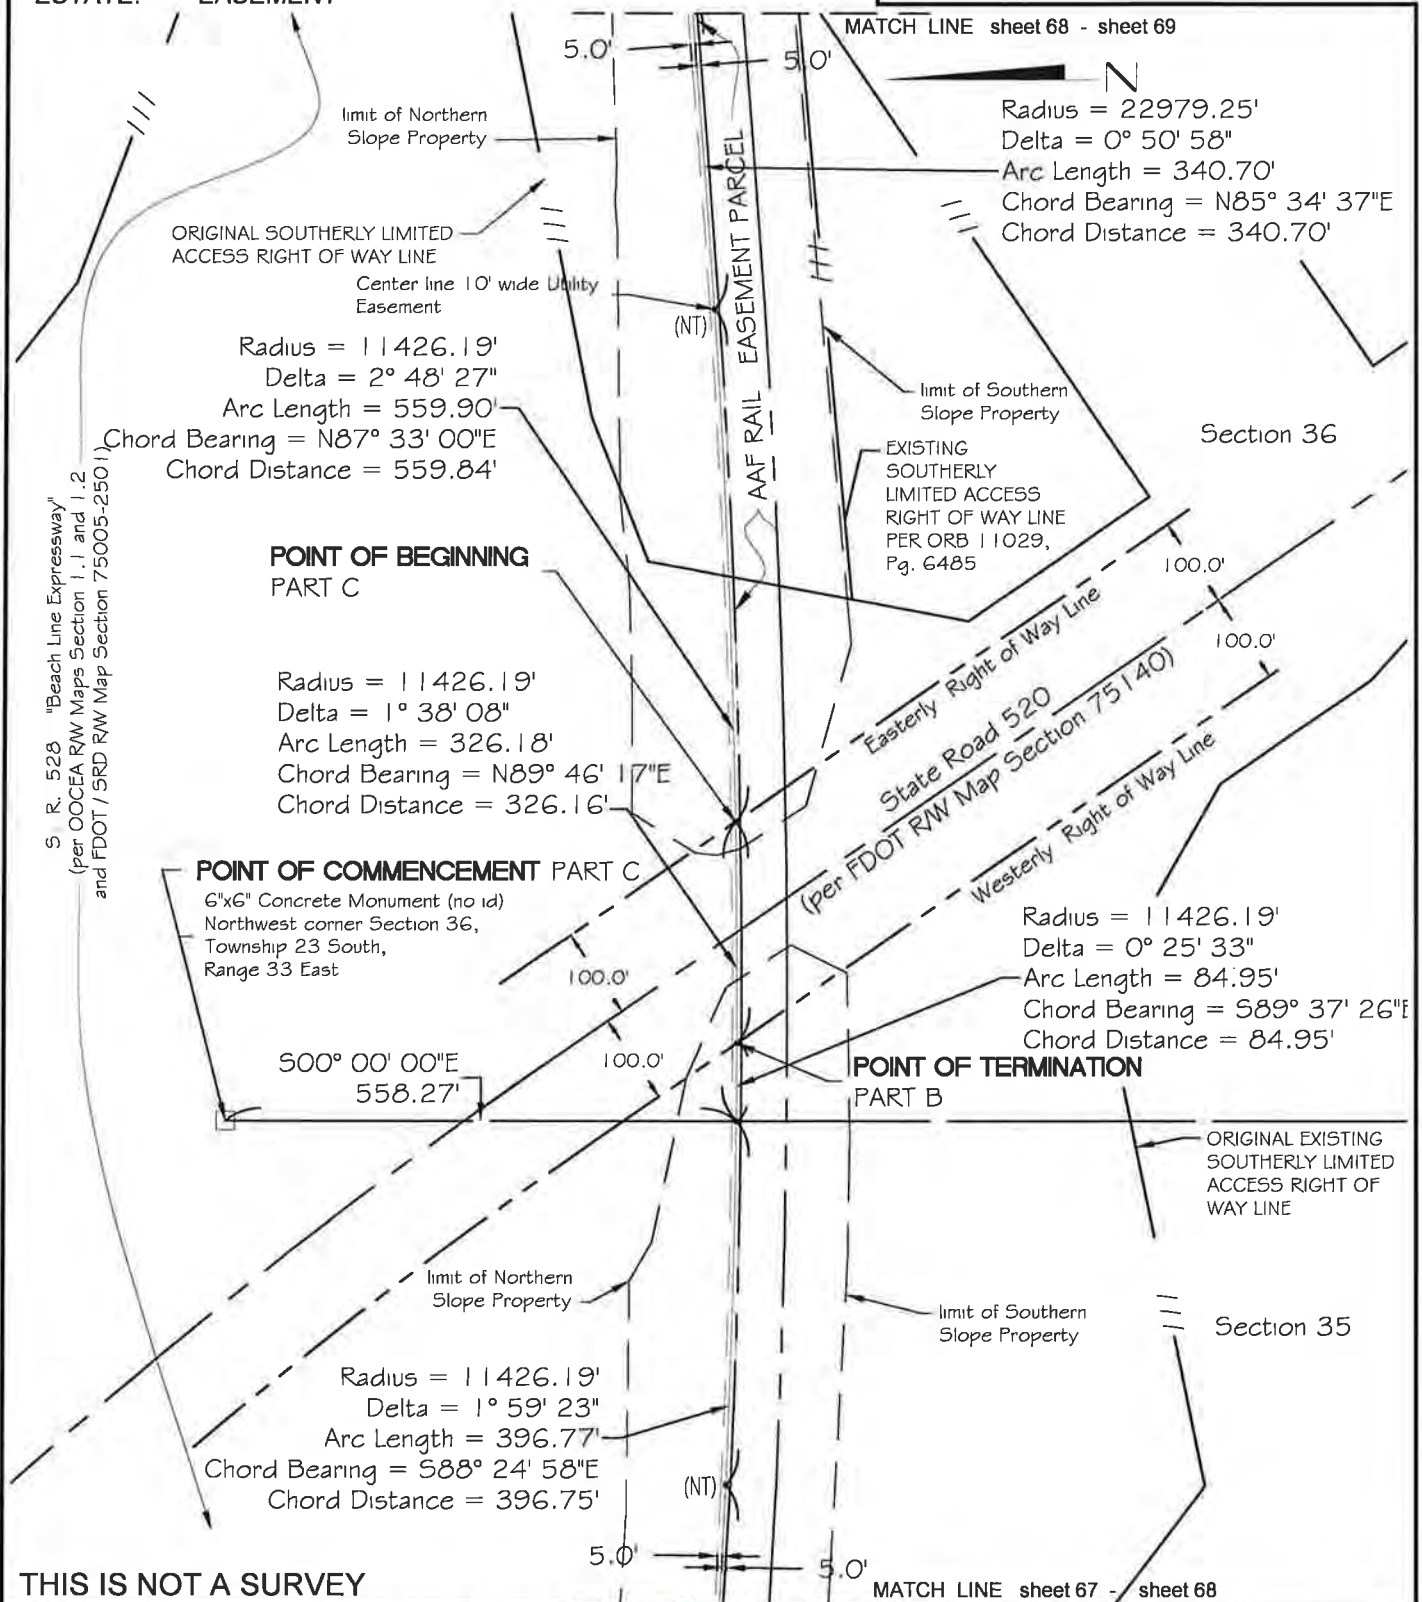 ESTATE: EASEMENT
MATCH LINE sheet 68 - sheet 69
5.0'
5.0'
N
limit of Northern
Slope Property
Radius = 22979.25'
Delta = 0° 50' 58"
Arc Length = 340.70'
Chord Bearing = N85° 34' 37"E
Chord Distance = 340.70'
ORIGINAL SOUTHERLY LIMITED
ACCESS RIGHT OF WAY LINE
Center line 10' wide Utility
Easement
(NT)
AAF RAIL EASEMENT PARCEL
Radius = 11426.19'
Delta = 2° 48' 27"
Arc Length = 559.90'
Chord Bearing = N87° 33' 00"E
Chord Distance = 559.84'
limit of Southern
Slope Property
Section 36
EXISTING
SOUTHERLY
LIMITED ACCESS
RIGHT OF WAY LINE
PER ORB 11029,
Pg. 6485
S R. 528 "Beach Line Expressway"
(per OOCEA R/W Maps Section 1.1 and 1.2
and FDOT / SRD R/W Map Section 75005-2501)
POINT OF BEGINNING
PART C
100.0'
100.0'
Easterly Right of Way Line
State Road 520
(per FDOT R/W Map Section 75140)
Westerly Right of Way Line
Radius = 11426.19'
Delta = 1° 38' 08"
Arc Length = 326.18'
Chord Bearing = N89° 46' 17"E
Chord Distance = 326.16'
POINT OF COMMENCEMENT PART C
6"x6" Concrete Monument (no id)
Northwest corner Section 36,
Township 23 South,
Range 33 East
100.0'
100.0'
Radius = 11426.19'
Delta = 0° 25' 33"
Arc Length = 84.95'
Chord Bearing = S89° 37' 26"E
Chord Distance = 84.95'
S00° 00' 00"E
558.27'
POINT OF TERMINATION
PART B
ORIGINAL EXISTING
SOUTHERLY LIMITED
ACCESS RIGHT OF
WAY LINE
limit of Northern
Slope Property
limit of Southern
Slope Property
Section 35
Radius = 11426.19'
Delta = 1° 59' 23"
Arc Length = 396.77'
Chord Bearing = S88° 24' 58"E
Chord Distance = 396.75'
(NT)
5.0'
5.0'
THIS IS NOT A SURVEY
MATCH LINE sheet 67 - sheet 68